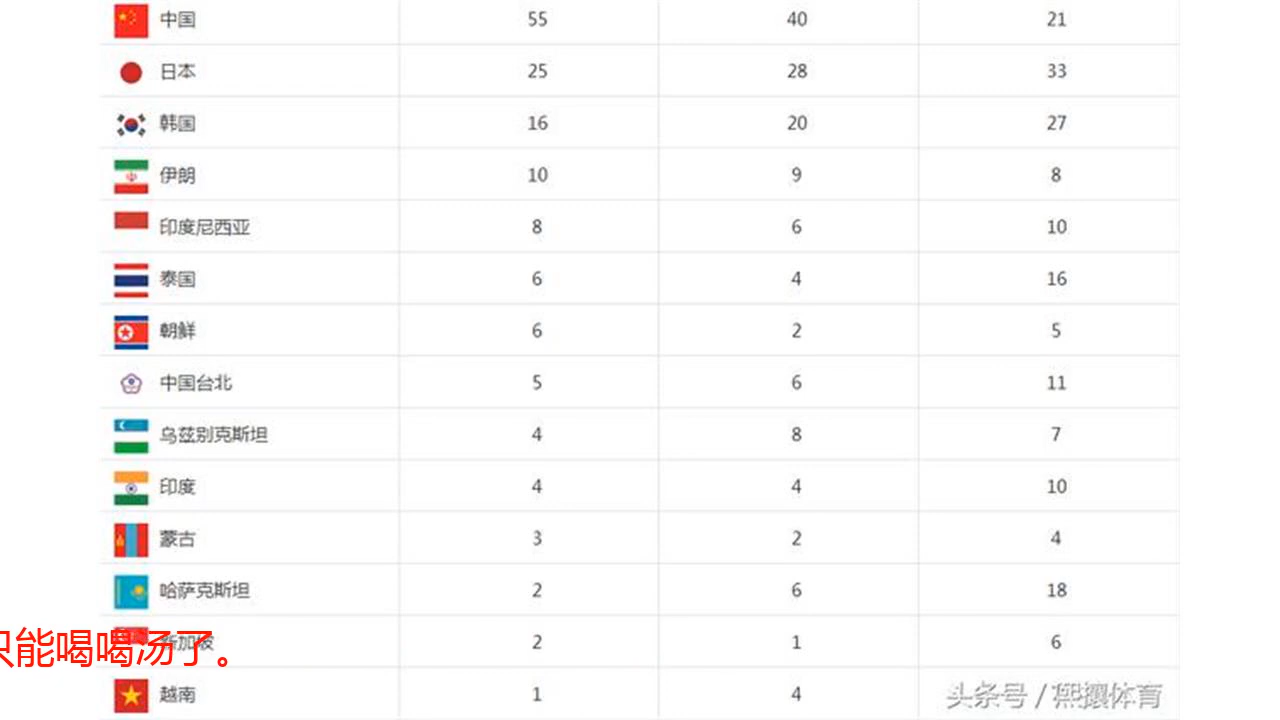 中国 55 40 21
日本 25 28 33
韩国 16 20 27
伊朗 10 9 8
印度尼西亚 8 6 10
泰国 6 4 16
朝鲜 6 2 5
中国台北 5 6 11
乌兹别克斯坦 4 8 7
印度 4 4 10
蒙古 3 2 4
哈萨克斯坦 2 6 18
新加坡 2 1 6
只能喝喝汤了。
越南 1 4
头条号 / 熙攘体育